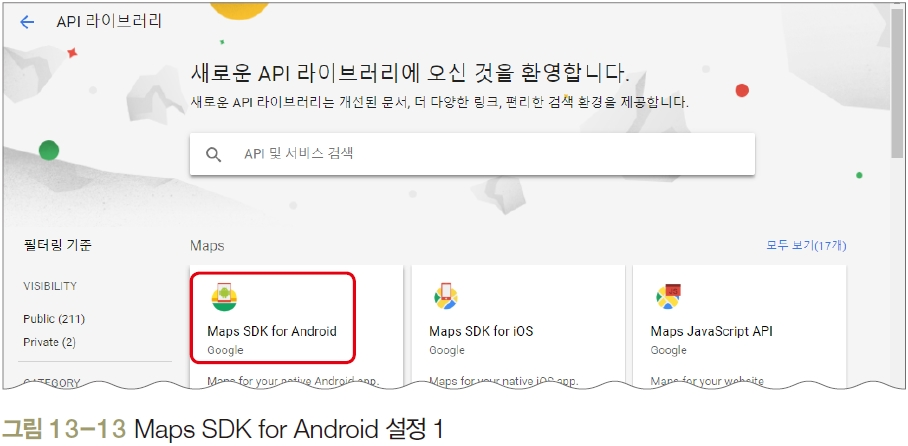 API 라이브러리
새로운 API 라이브러리에 오신 것을 환영합니다.
새로운 API 라이브러리는 개선된 문서, 더 다양한 링크, 편리한 검색 환경을 제공합니다.
API 및 서비스 검색
필터링 기준
Maps
모두 보기(17개)
VISIBILITY
Public (211)
Private (2)
CATEGORY
Maps SDK for Android
Google
Maps for your native Android app.
Maps SDK for iOS
Google
Maps for your native iOS app.
Maps JavaScript API
Google
Maps for your website
그림 13-13 Maps SDK for Android 설정 1